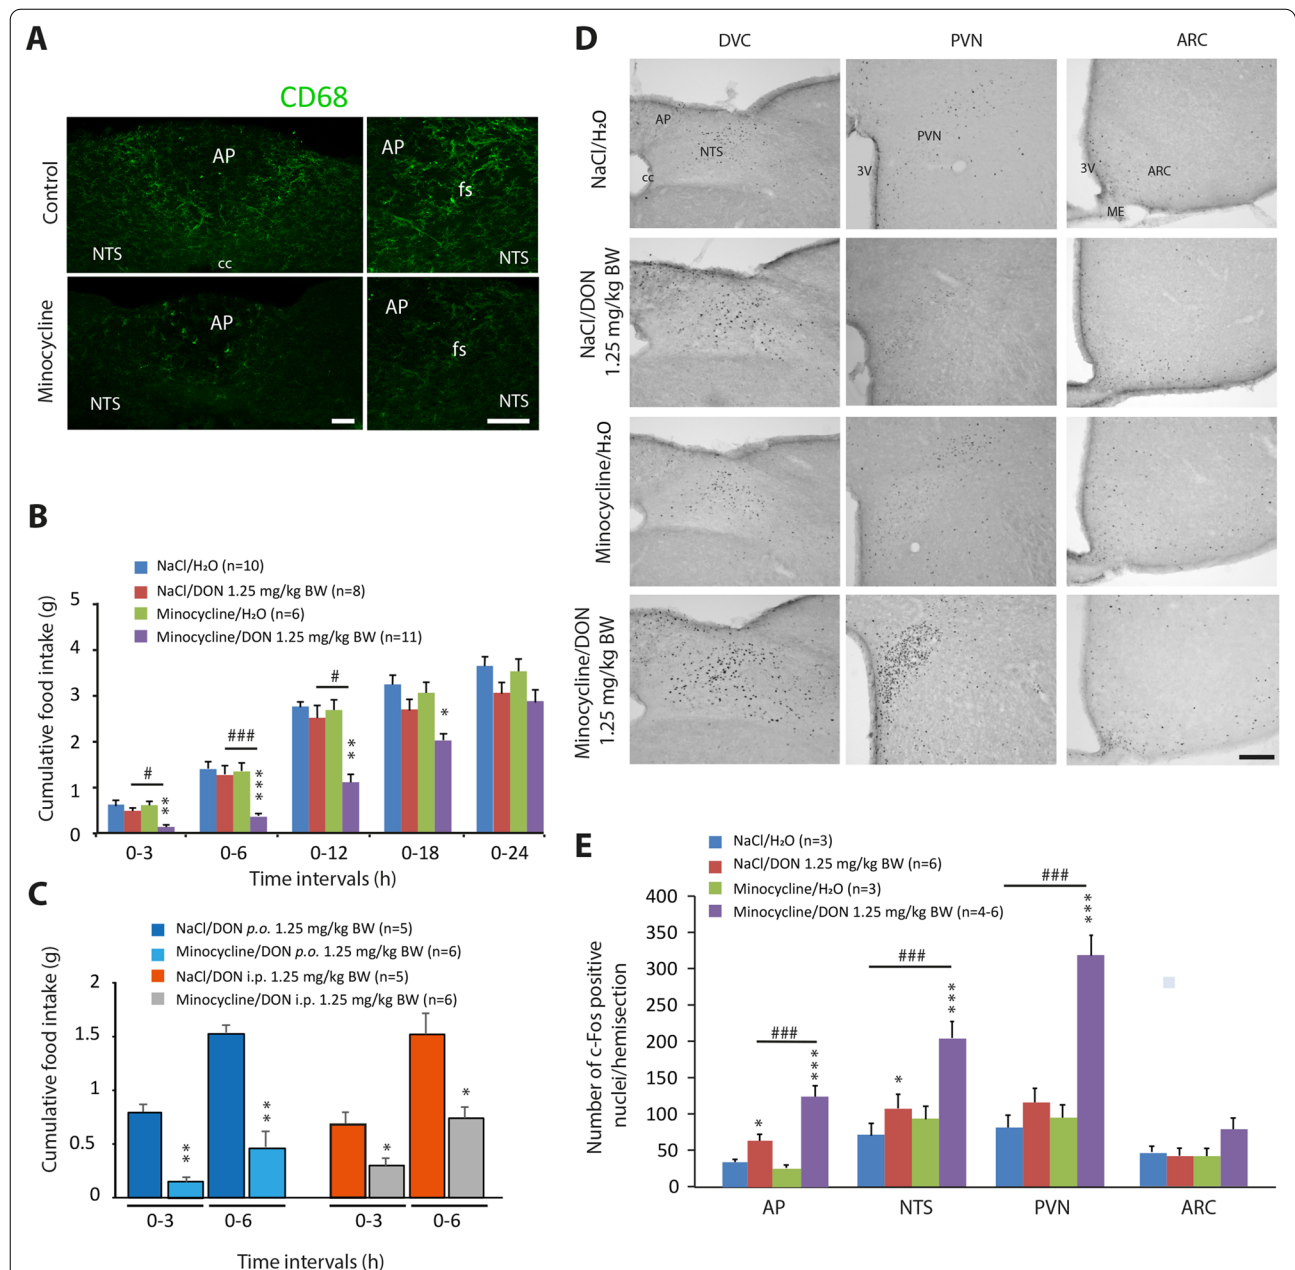 A
CD68
Control
AP
NTS
cc
AP
fs
NTS
Minocycline
AP
NTS
AP
fs
NTS
B
NaCl/H₂O (n=10)
NaCl/DON 1.25 mg/kg BW (n=8)
Minocycline/H₂O (n=6)
Minocycline/DON 1.25 mg/kg BW (n=11)
Cumulative food intake (g)
5
4
3
2
1
0
#
**
###
***
#
**
*
0-3
0-6
0-12
0-18
0-24
Time intervals (h)
C
NaCl/DON p.o. 1.25 mg/kg BW (n=5)
Minocycline/DON p.o. 1.25 mg/kg BW (n=6)
NaCl/DON i.p. 1.25 mg/kg BW (n=5)
Minocycline/DON i.p. 1.25 mg/kg BW (n=6)
Cumulative food intake (g)
2
1.5
1
0.5
0
**
**
*
*
0-3
0-6
0-3
0-6
Time intervals (h)
D
DVC
PVN
ARC
NaCl/H₂O
AP
NTS
cc
PVN
3V
3V
ARC
ME
NaCl/DON
1.25 mg/kg BW
Minocycline/H₂O
Minocycline/DON
1.25 mg/kg BW
E
NaCl/H₂O (n=3)
NaCl/DON 1.25 mg/kg BW (n=6)
Minocycline/H₂O (n=3)
Minocycline/DON 1.25 mg/kg BW (n=4-6)
Number of c-Fos positive
nuclei/hemisection
400
350
300
250
200
150
100
50
0
*
###
***
*
###
***
###
***
AP
NTS
PVN
ARC